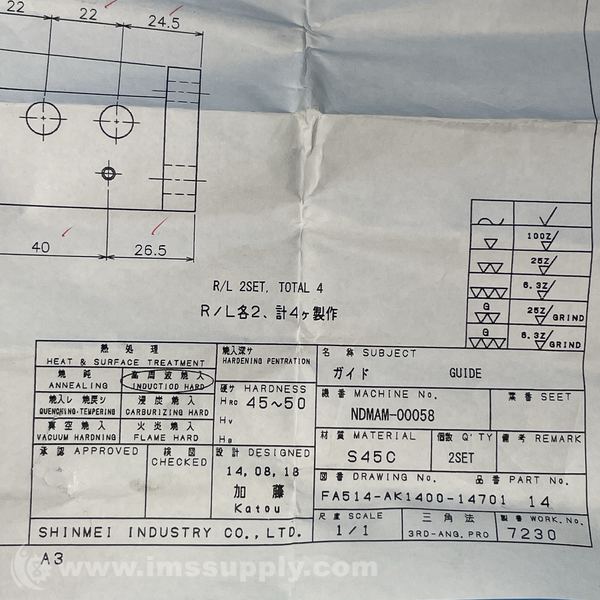 22 22 24.5
40 26.5
100Z
25Z
6.3Z
G 25Z GRIND
G 6.3Z GRIND
R/L 2SET, TOTAL 4
R/L各2、計4ヶ製作
熱処理
HEAT & SURFACE TREATMENT
焼鈍
ANNEALING
高周波焼入
INDUCTIOD HARD
焼入レ 焼戻シ
QUENCHING-TEMPERING
浸炭焼入
CARBURIZING HARD
真空焼入
VACUUM HARDNING
火炎焼入
FLAME HARD
焼入深サ
HARDENING PENTRATION
硬サ HARDNESS
HRC 45~50
Hv
HB
承認 APPROVED
検図
CHECKED
設計 DESIGNED
14,08,18
加藤
Katou
SHINMEI INDUSTRY CO., LTD.
名称 SUBJECT
ガイド GUIDE
機番 MACHINE No.
NDMAM-00058
葉番 SEET
材質 MATERIAL
S45C
個数 Q'TY
2SET
備考 REMARK
図番 DRAWING No.
FA514-AK1400-14701
品番 PART No.
14
尺度 SCALE
1/1
三角法
3RD-ANG.PRO
製番 WORK.No.
7230
A3
www.imssupply.com